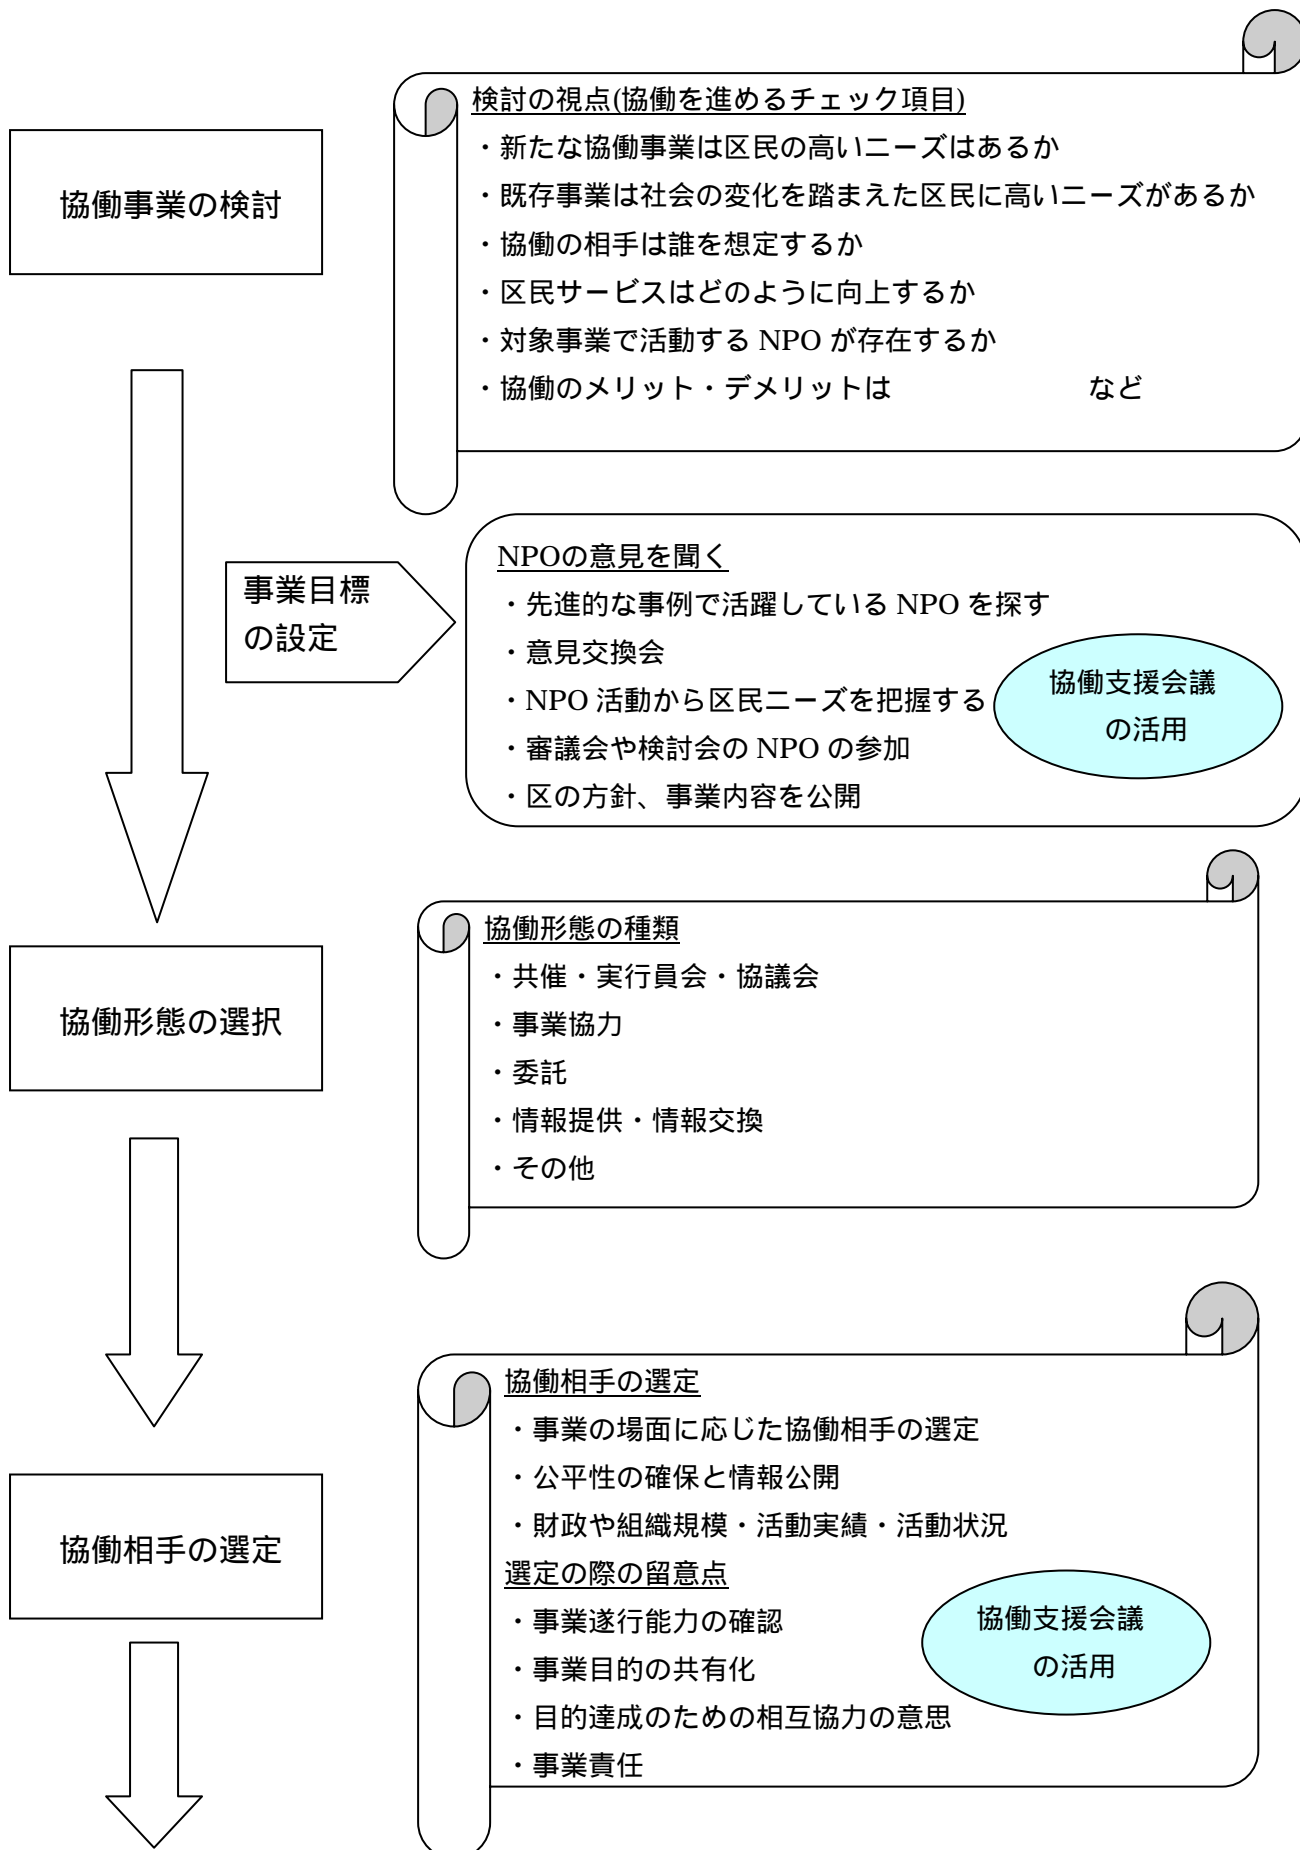 検討の視点(協働を進めるチェック項目)
・新たな協働事業は区民の高いニーズはあるか
協働事業の検討
・既存事業は社会の変化を踏まえた区民に高いニーズがあるか
・協働の相手は誰を想定するか
・区民サービスはどのように向上するか
・対象事業で活動する NPO が存在するか
・協働のメリット・デメリットは など
事業目標
の設定
NPOの意見を聞く
・先進的な事例で活躍している NPO を探す
・意見交換会
・NPO 活動から区民ニーズを把握する
・審議会や検討会の NPO の参加
・区の方針、事業内容を公開
協働支援会議
の活用
協働形態の選択
協働形態の種類
・共催・実行員会・協議会
・事業協力
・委託
・情報提供・情報交換
・その他
協働相手の選定
協働相手の選定
・事業の場面に応じた協働相手の選定
・公平性の確保と情報公開
・財政や組織規模・活動実績・活動状況
選定の際の留意点
・事業遂行能力の確認
・事業目的の共有化
・目的達成のための相互協力の意思
・事業責任
協働支援会議
の活用